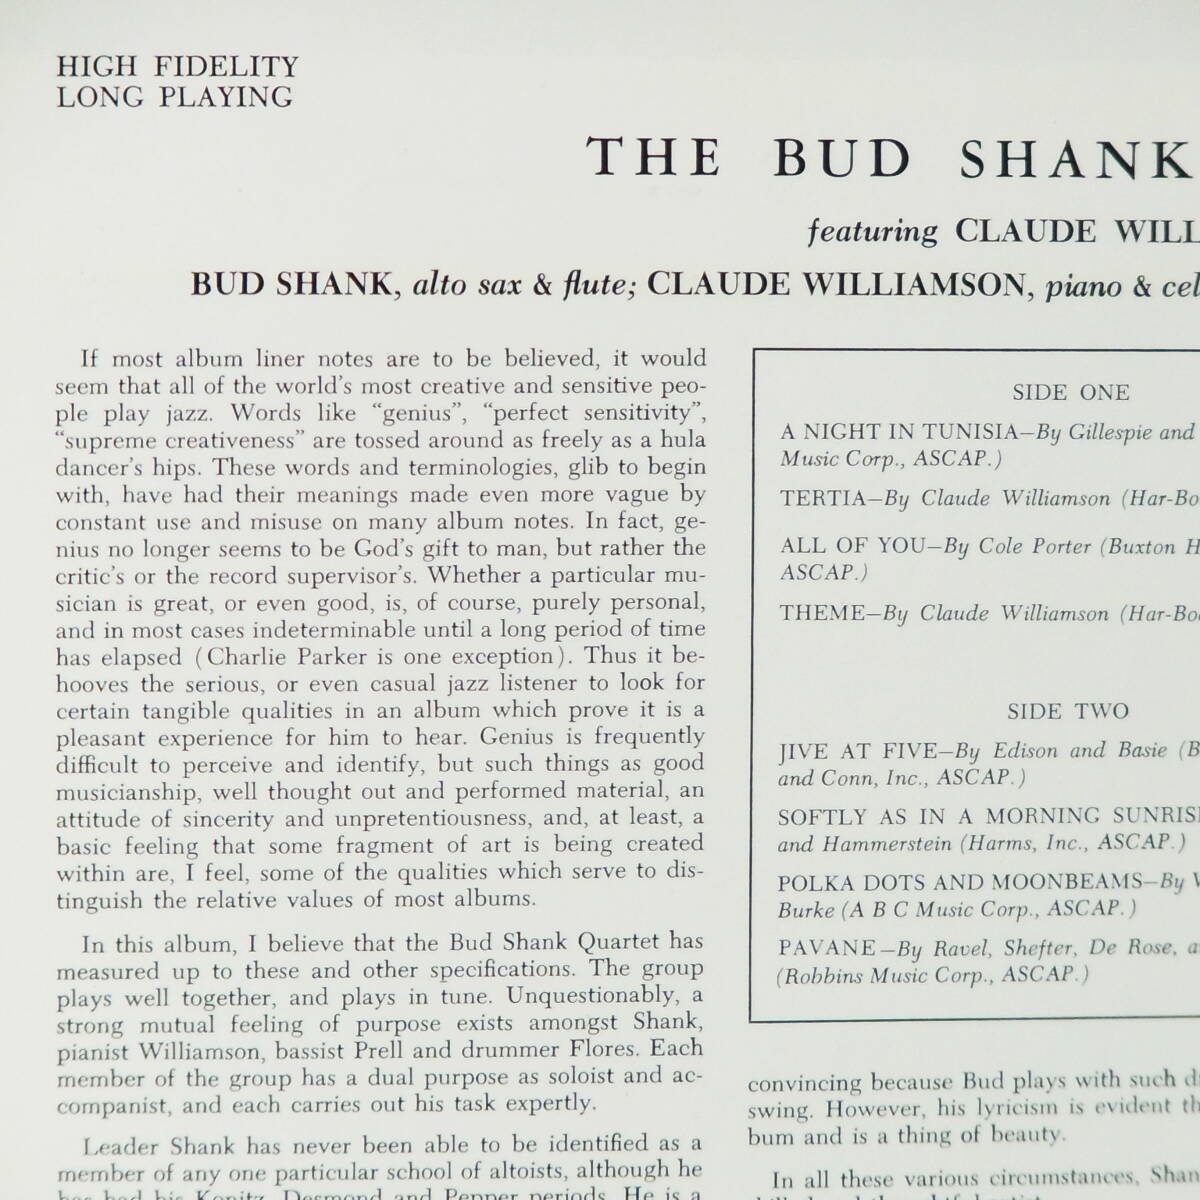 HIGH FIDELITY
LONG PLAYING
THE BUD SHANK
featuring CLAUDE WILL
BUD SHANK, alto sax & flute; CLAUDE WILLIAMSON, piano & cel
If most album liner notes are to be believed, it would
seem that all of the world's most creative and sensitive peo-
ple play jazz. Words like "genius", "perfect sensitivity",
"supreme creativeness" are tossed around as freely as a hula
dancer's hips. These words and terminologies, glib to begin
with, have had their meanings made even more vague by
constant use and misuse on many album notes. In fact, ge-
nius no longer seems to be God's gift to man, but rather the
critic's or the record supervisor's. Whether a particular mu-
sician is great, or even good, is, of course, purely personal,
and in most cases indeterminable until a long period of time
has elapsed (Charlie Parker is one exception). Thus it be-
hooves the serious, or even casual jazz listener to look for
certain tangible qualities in an album which prove it is a
pleasant experience for him to hear. Genius is frequently
difficult to perceive and identify, but such things as good
musicianship, well thought out and performed material, an
attitude of sincerity and unpretentiousness, and, at least, a
basic feeling that some fragment of art is being created
within are, I feel, some of the qualities which serve to dis-
tinguish the relative values of most albums.
In this album, I believe that the Bud Shank Quartet has
measured up to these and other specifications. The group
plays well together, and plays in tune. Unquestionably, a
strong mutual feeling of purpose exists amongst Shank,
pianist Williamson, bassist Prell and drummer Flores. Each
member of the group has a dual purpose as soloist and ac-
companist, and each carries out his task expertly.
Leader Shank has never been able to be identified as a
member of any one particular school of altoists, although he
has had his Konitz, Desmond and Pepper periods. He is a
SIDE ONE
A NIGHT IN TUNISIA—By Gillespie and
Music Corp., ASCAP.)
TERTIA—By Claude Williamson (Har-Bo
ALL OF YOU—By Cole Porter (Buxton H
ASCAP.)
THEME—By Claude Williamson (Har-Boc
SIDE TWO
JIVE AT FIVE—By Edison and Basie (B
and Conn, Inc., ASCAP.)
SOFTLY AS IN A MORNING SUNRIS
and Hammerstein (Harms, Inc., ASCAP.)
POLKA DOTS AND MOONBEAMS—By V
Burke (A B C Music Corp., ASCAP.)
PAVANE—By Ravel, Shefter, De Rose, a
(Robbins Music Corp., ASCAP.)
convincing because Bud plays with such d
swing. However, his lyricism is evident th
bum and is a thing of beauty.
In all these various circumstances, Shan